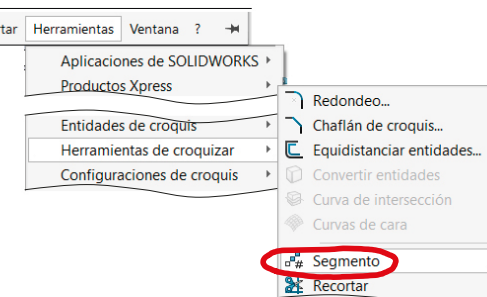 tar Herramientas Ventana ?
Aplicaciones de SOLIDWORKS
Productos Xpress
Entidades de croquis
Herramientas de croquizar
Configuraciones de croquis
Redondeo...
Chaflán de croquis...
Equidistanciar entidades...
Convertir entidades
Curva de intersección
Curvas de cara
Segmento
Recortar